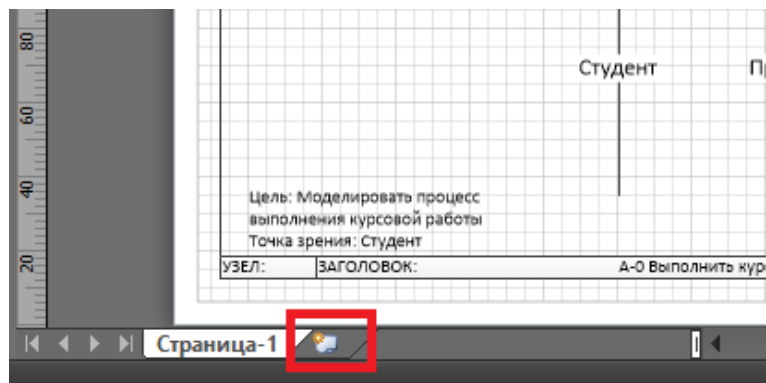 80
60
40
20
Студент
Цель: Моделировать процесс
выполнения курсовой работы
Точка зрения: Студент
УЗЕЛ: ЗАГОЛОВОК: А-0 Выполнить кур
Страница-1